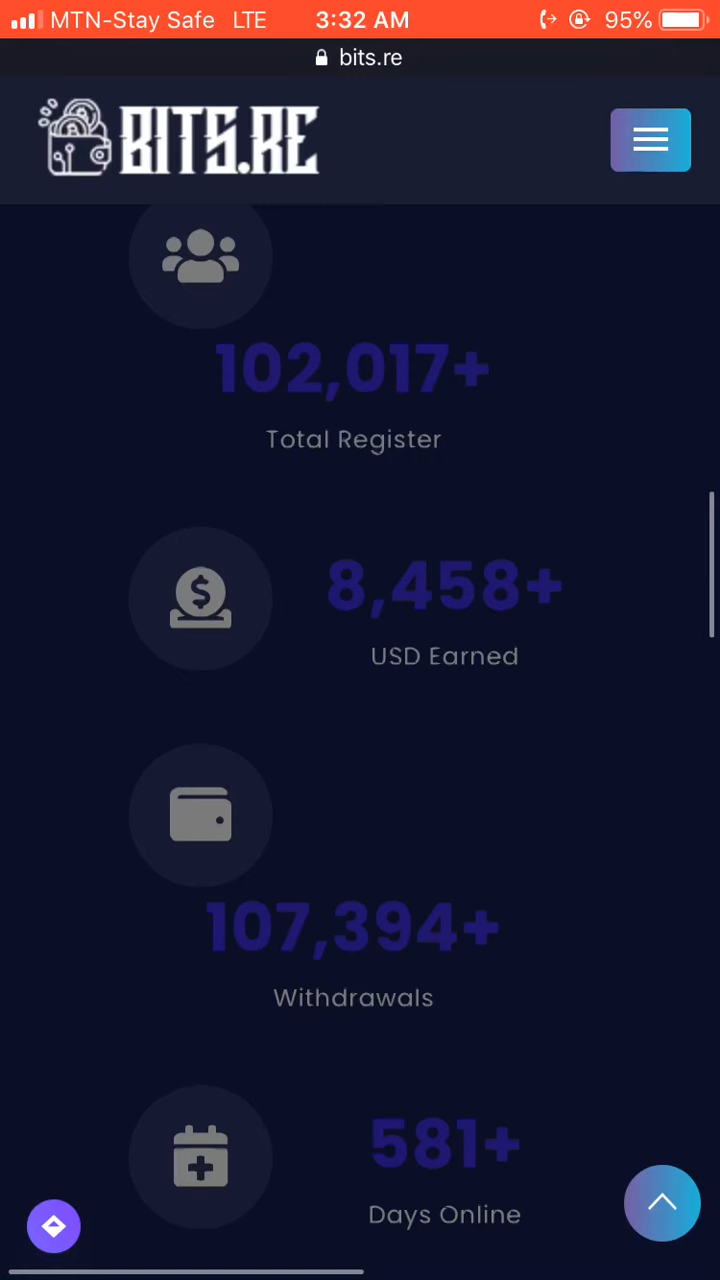 MTN-Stay Safe LTE 3:32 AM 95%
bits.re
BITS.RE
102,017+
Total Register
8,458+
USD Earned
107,394+
Withdrawals
581+
Days Online